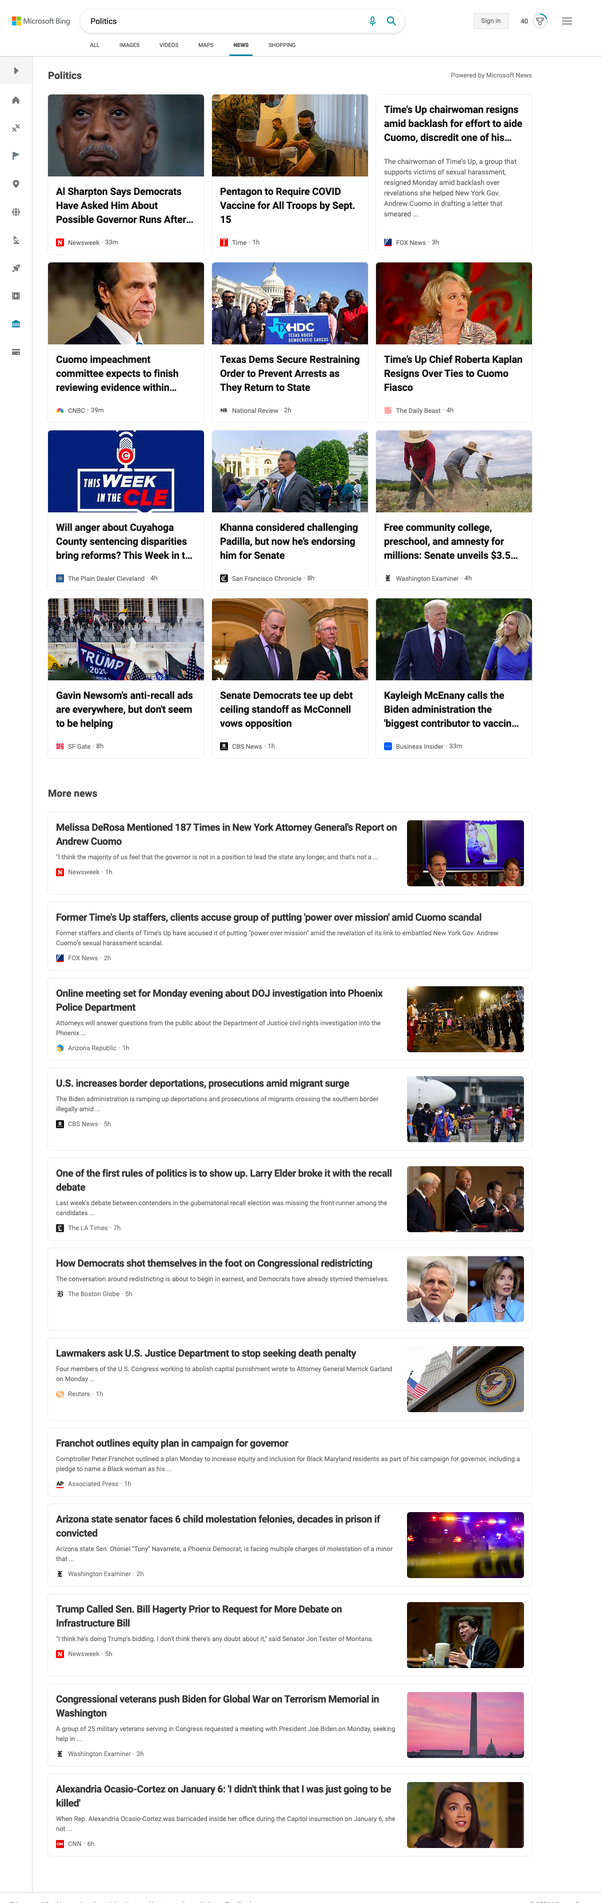 Microsoft Bing
Politics
Sign in
40
ALL IMAGES VIDEOS MAPS NEWS SHOPPING
Politics
Powered by Microsoft News
Al Sharpton Says Democrats
Have Asked Him About
Possible Governor Runs After...
Newsweek · 33m
Pentagon to Require COVID
Vaccine for All Troops by Sept.
15
Time · 1h
Time's Up chairwoman resigns
amid backlash for effort to aide
Cuomo, discredit one of his...
The chairwoman of Time's Up, a group that
supports victims of sexual harassment,
resigned Monday amid backlash over
revelations she helped New York Gov.
Andrew Cuomo in drafting a letter that
smeared ...
FOX News · 3h
Cuomo impeachment
committee expects to finish
reviewing evidence within...
CNBC · 39m
HDC
TEXAS HOUSE
DEMOCRATIC CAUCUS
Texas Dems Secure Restraining
Order to Prevent Arrests as
They Return to State
NR National Review · 2h
Time's Up Chief Roberta Kaplan
Resigns Over Ties to Cuomo
Fiasco
The Daily Beast · 4h
THIS WEEK
IN THE CLE
Will anger about Cuyahoga
County sentencing disparities
bring reforms? This Week in t...
The Plain Dealer Cleveland · 4h
Khanna considered challenging
Padilla, but now he's endorsing
him for Senate
San Francisco Chronicle · 8h
Free community college,
preschool, and amnesty for
millions: Senate unveils $3.5...
Washington Examiner · 4h
TRUMP
Gavin Newsom's anti-recall ads
are everywhere, but don't seem
to be helping
SF Gate · 8h
Senate Democrats tee up debt
ceiling standoff as McConnell
vows opposition
CBS News · 1h
Kayleigh McEnany calls the
Biden administration the
'biggest contributor to vaccin...
Business Insider · 33m
More news
Melissa DeRosa Mentioned 187 Times in New York Attorney General's Report on
Andrew Cuomo
"I think the majority of us feel that the governor is not in a position to lead the state any longer, and that's not a ...
Newsweek · 1h
Former Time's Up staffers, clients accuse group of putting 'power over mission' amid Cuomo scandal
Former staffers and clients of Time's Up have accused it of putting "power over mission" amid the revelation of its link to embattled New York Gov. Andrew
Cuomo's sexual harassment scandal.
FOX News · 2h
Online meeting set for Monday evening about DOJ investigation into Phoenix
Police Department
Attorneys will answer questions from the public about the Department of Justice civil rights investigation into the
Phoenix ...
Arizona Republic · 1h
U.S. increases border deportations, prosecutions amid migrant surge
The Biden administration is ramping up deportations and prosecutions of migrants crossing the southern border
illegally amid ...
CBS News · 5h
One of the first rules of politics is to show up. Larry Elder broke it with the recall
debate
Last week's debate between contenders in the gubernatorial recall election was missing the front-runner among the
candidates ...
The LA Times · 7h
How Democrats shot themselves in the foot on Congressional redistricting
The conversation around redistricting is about to begin in earnest, and Democrats have already stymied themselves.
The Boston Globe · 5h
Lawmakers ask U.S. Justice Department to stop seeking death penalty
Four members of the U.S. Congress working to abolish capital punishment wrote to Attorney General Merrick Garland
on Monday ...
Reuters · 1h
Franchot outlines equity plan in campaign for governor
Comptroller Peter Franchot outlined a plan Monday to increase equity and inclusion for Black Maryland residents as part of his campaign for governor, including a
pledge to name a Black woman as his ...
AP Associated Press · 1h
Arizona state senator faces 6 child molestation felonies, decades in prison if
convicted
Arizona state Sen. Otoniel "Tony" Navarrete, a Phoenix Democrat, is facing multiple charges of molestation of a minor
that ...
Washington Examiner · 2h
Trump Called Sen. Bill Hagerty Prior to Request for More Debate on
Infrastructure Bill
"I think he's doing Trump's bidding. I don't think there's any doubt about it," said Senator Jon Tester of Montana.
Newsweek · 5h
Congressional veterans push Biden for Global War on Terrorism Memorial in
Washington
A group of 25 military veterans serving in Congress requested a meeting with President Joe Biden on Monday, seeking
help in ...
Washington Examiner · 3h
Alexandria Ocasio-Cortez on January 6: 'I didn't think that I was just going to be
killed'
When Rep. Alexandria Ocasio-Cortez was barricaded inside her office during the Capitol insurrection on January 6, she
not ...
CNN · 6h